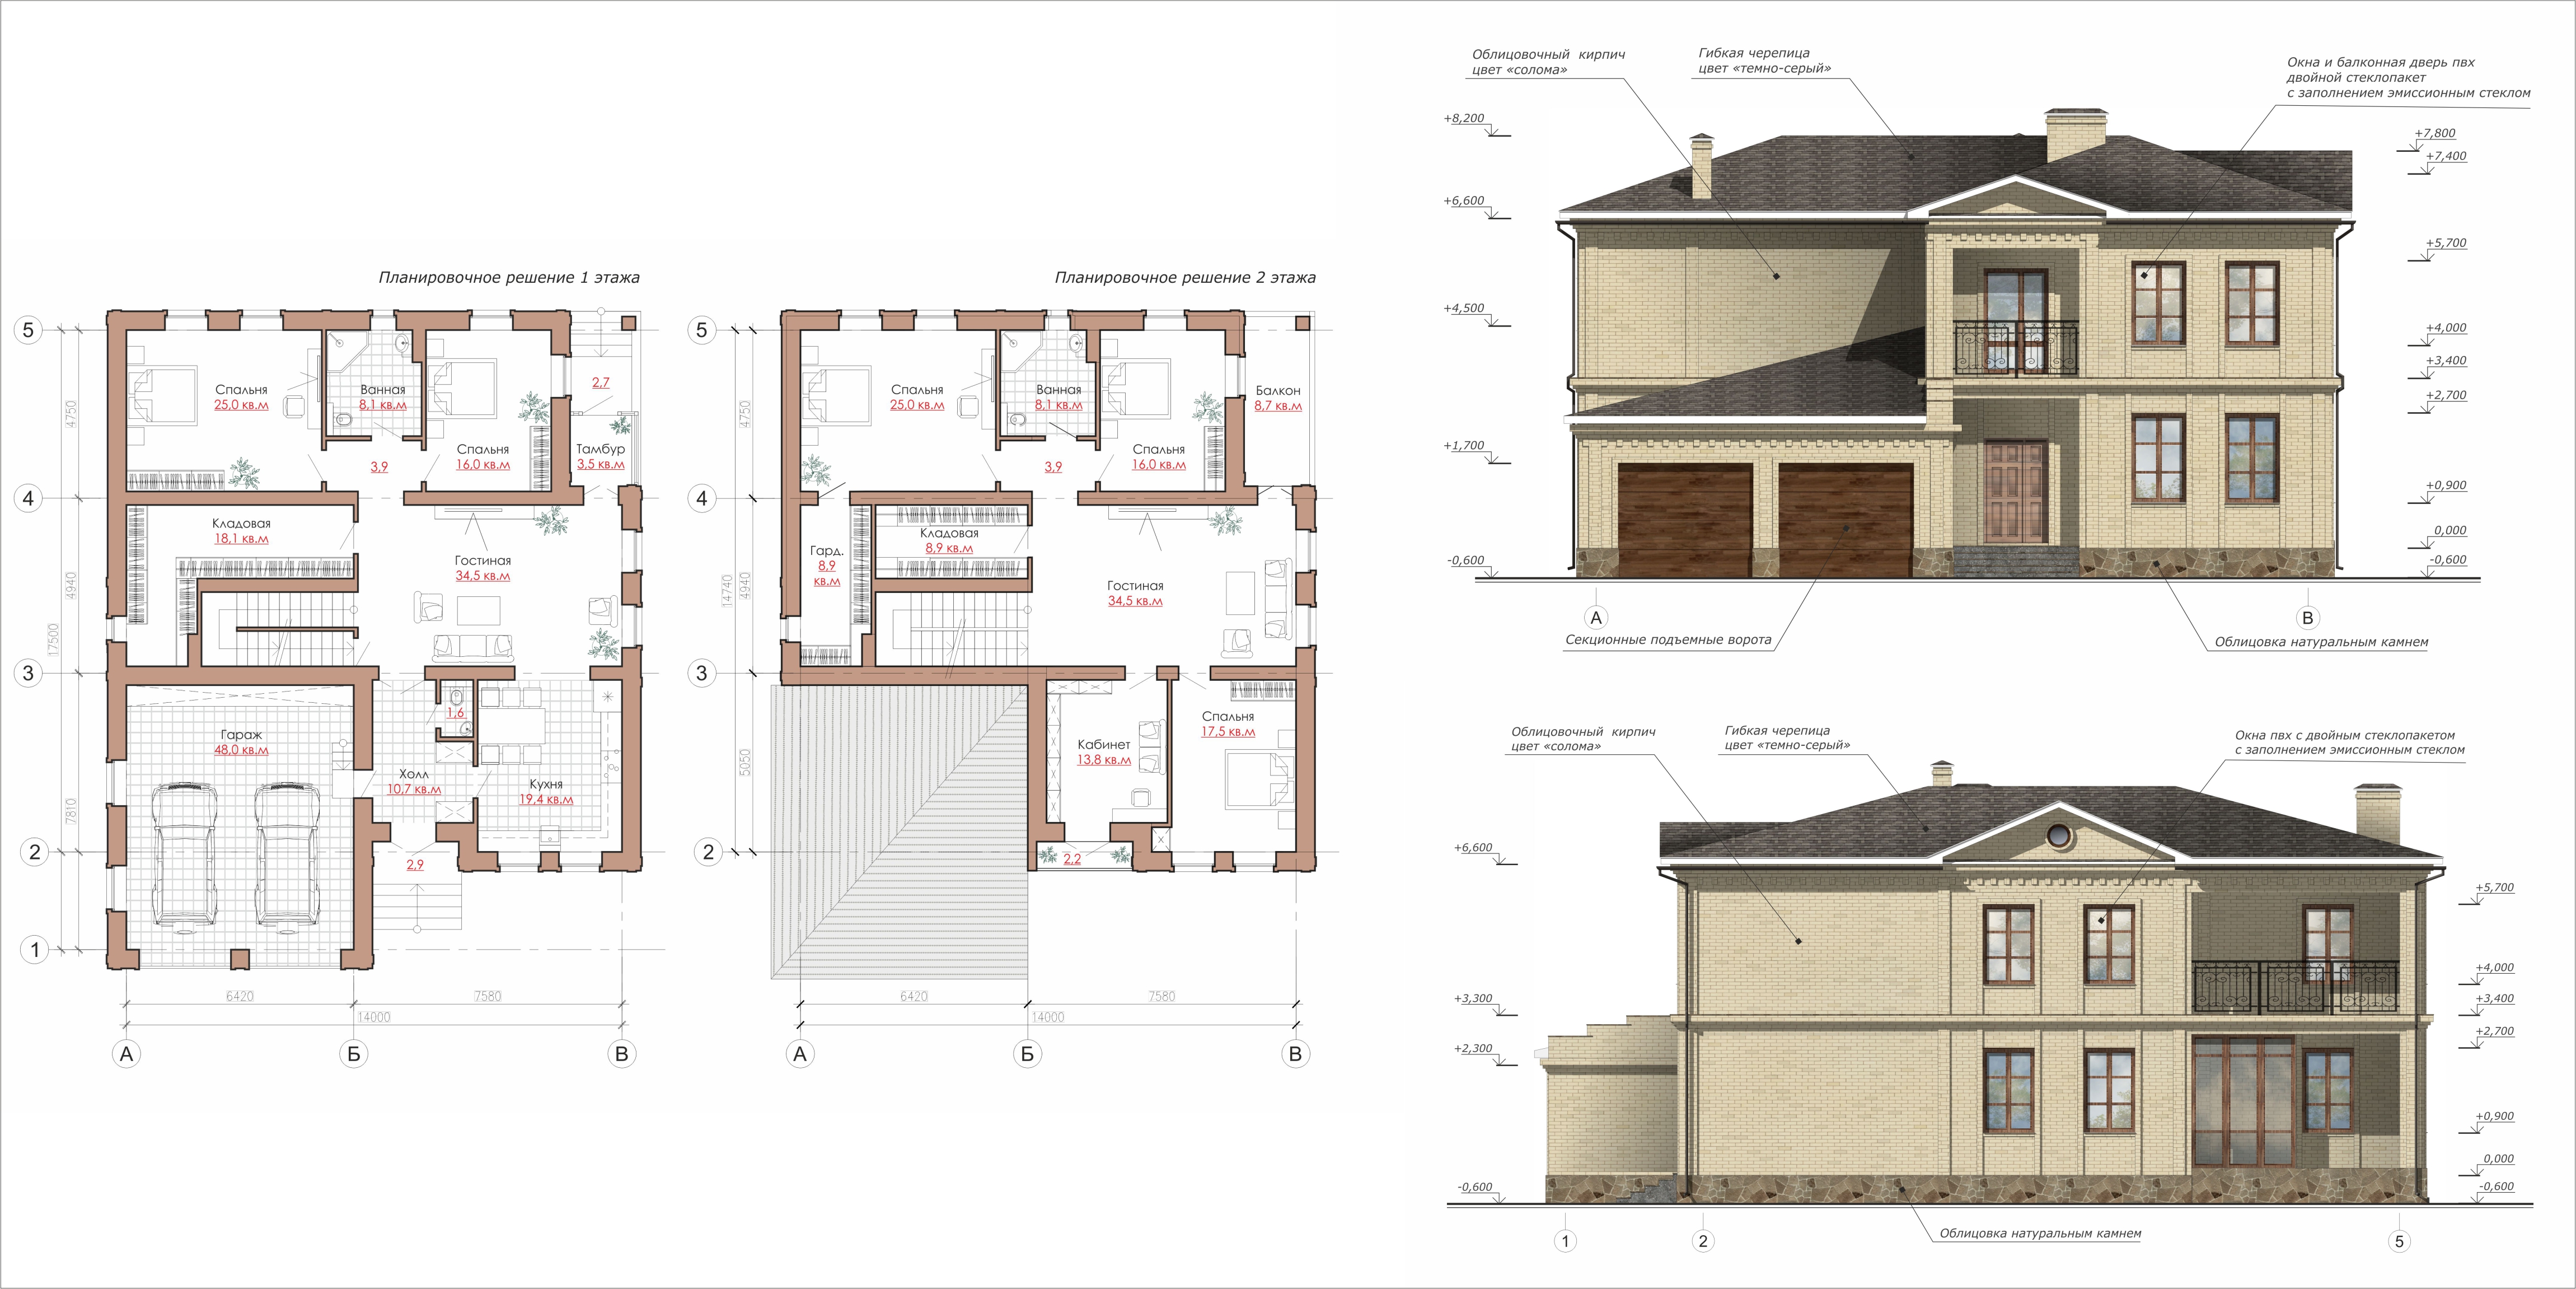 Планировочное решение 1 этажа
5
4
3
2
1
4750
4940
17500
7810
Спальня
25,0 кв.м
Ванная
8,1 кв.м
Спальня
16,0 кв.м
2,7
Тамбур
3,5 кв.м
3,9
Кладовая
18,1 кв.м
Гостиная
34,5 кв.м
Гараж
48,0 кв.м
1,6
Холл
10,7 кв.м
Кухня
19,4 кв.м
2,9
6420
7580
14000
А
Б
В
Планировочное решение 2 этажа
5
4
3
2
4750
14740
4940
5050
Спальня
25,0 кв.м
Ванная
8,1 кв.м
Спальня
16,0 кв.м
Балкон
8,7 кв.м
3,9
Гард.
8,9
кв.м
Кладовая
8,9 кв.м
Гостиная
34,5 кв.м
Кабинет
13,8 кв.м
Спальня
17,5 кв.м
2,2
6420
7580
14000
А
Б
В
Облицовочный кирпич
цвет «солома»
Гибкая черепица
цвет «темно-серый»
Окна и балконная дверь пвх
двойной стеклопакет
с заполнением эмиссионным стеклом
+8,200
+6,600
+4,500
+1,700
-0,600
+7,800
+7,400
+5,700
+4,000
+3,400
+2,700
+0,900
0,000
-0,600
А
В
Секционные подъемные ворота
Облицовка натуральным камнем
Облицовочный кирпич
цвет «солома»
Гибкая черепица
цвет «темно-серый»
Окна пвх с двойным стеклопакетом
с заполнением эмиссионным стеклом
+6,600
+3,300
+2,300
-0,600
+5,700
+4,000
+3,400
+2,700
+0,900
0,000
-0,600
1
2
5
Облицовка натуральным камнем